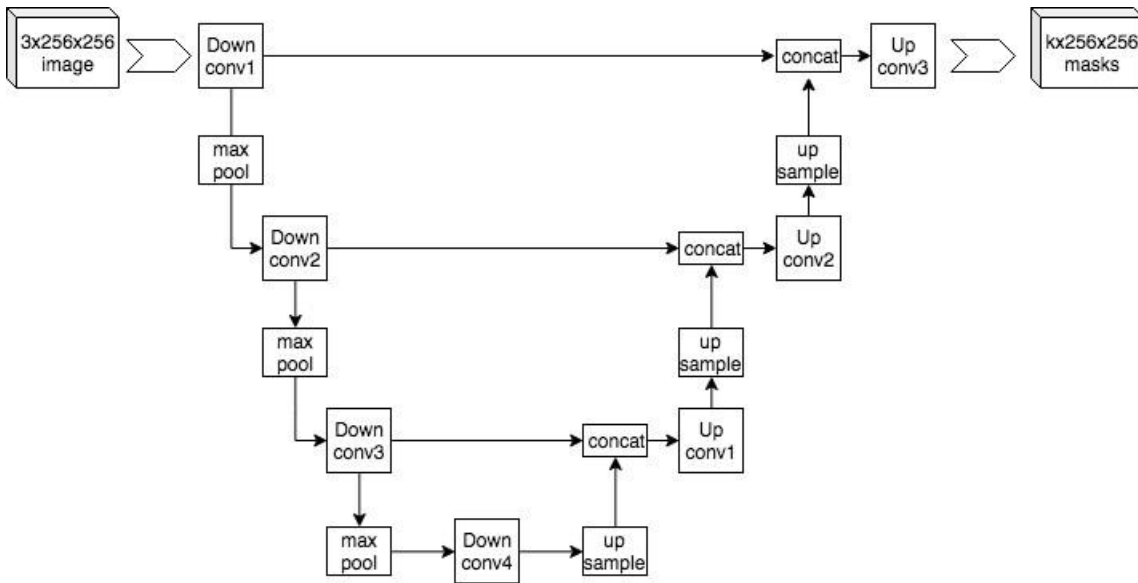 3x256x256
image
Down
conv1
concat
Up
conv3
kx256x256
masks
max
pool
up
sample
Down
conv2
concat
Up
conv2
max
pool
up
sample
Down
conv3
concat
Up
conv1
max
pool
Down
conv4
up
sample